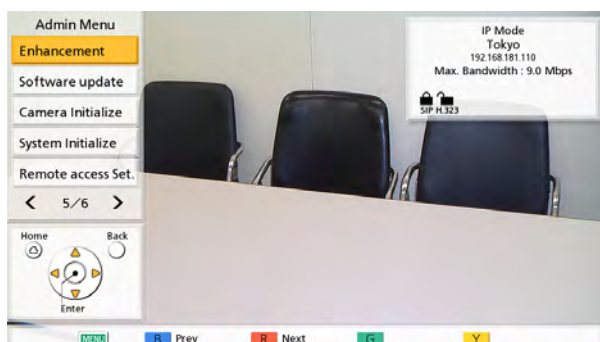 Admin Menu
Enhancement
Software update
Camera Initialize
System Initialize
Remote access Set.
5/6
Home
Back
Enter
IP Mode
Tokyo
192.168.181.110
Max. Bandwidth : 9.0 Mbps
SIP H.323
MENU B Prev R Next G Y